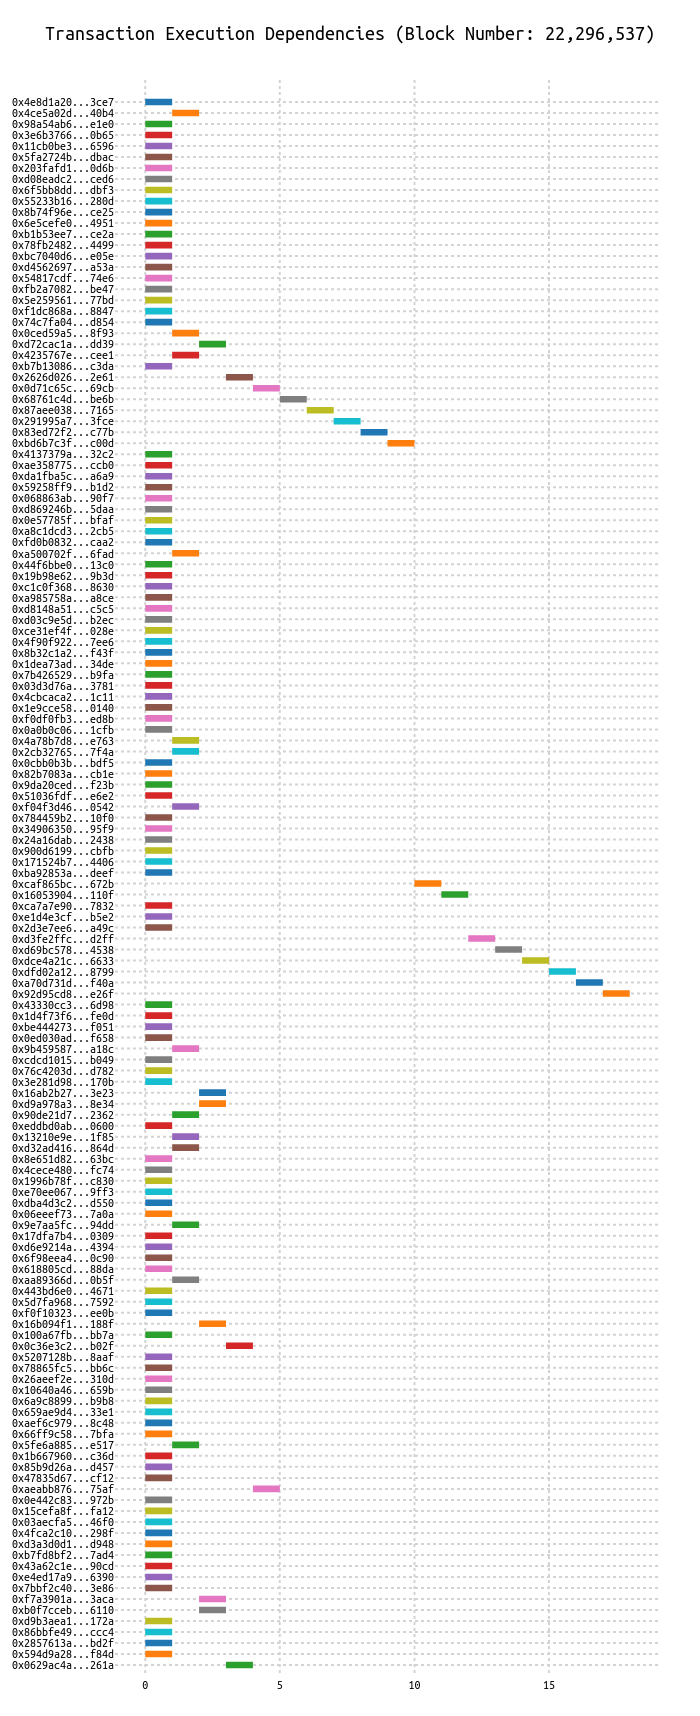 Transaction Execution Dependencies (Block Number: 22,296,537)
0x4e8d1a20...3ce7
0x4ce5a02d...40b4
0x98a54ab6...e1e0
0x3e6b3766...0b65
0x11cb0be3...6596
0x5fa2724b...dbac
0x203fafd1...0d6b
0xd08eadc2...ced6
0x6f5bb8dd...dbf3
0x55233b16...280d
0x8b74f96e...ce25
0x6e5cefe0...4951
0xb1b53ee7...ce2a
0x78fb2482...4499
0xbc7040d6...e05e
0xd4562697...a53a
0x54817cdf...74e6
0xfb2a7082...be47
0x5e259561...77bd
0xf1dc868a...8847
0x74c7fa04...d854
0x0ced59a5...8f93
0xd72cac1a...dd39
0x4235767e...cee1
0xb7b13086...c3da
0x2626d026...2e61
0x0d71c65c...69cb
0x68761c4d...be6b
0x87aee038...7165
0x291995a7...3fce
0x83ed72f2...c77b
0xbd6b7c3f...c00d
0x4137379a...32c2
0xae358775...ccb0
0xda1fba5c...a6a9
0x59258ff9...b1d2
0x068863ab...90f7
0xd869246b...5daa
0x0e57785f...bfaf
0xa8c1dcd3...2cb5
0xfd0b0832...caa2
0xa500702f...6fad
0x44f6bbe0...13c0
0x19b98e62...9b3d
0xc1c0f368...8630
0xa985758a...a8ce
0xd8148a51...c5c5
0xd03c9e5d...b2ec
0xce31ef4f...028e
0x4f90f922...7ee6
0x8b32c1a2...f43f
0x1dea73ad...34de
0x7b426529...b9fa
0x03d3d76a...3781
0x4cbcaca2...1c11
0x1e9cce58...0140
0xf0df0fb3...ed8b
0x0a0b0c06...1cfb
0x4a78b7d8...e763
0x2cb32765...7f4a
0x0cbb0b3b...bdf5
0x82b7083a...cb1e
0x9da20ced...f23b
0x51036fdf...e6e2
0xf04f3d46...0542
0x784459b2...10f0
0x34906350...95f9
0x24a16dab...2438
0x900d6199...cbfb
0x171524b7...4406
0xba92853a...deef
0xcaf865bc...672b
0x16053904...110f
0xca7a7e90...7832
0xe1d4e3cf...b5e2
0x2d3e7ee6...a49c
0xd3fe2ffc...d2ff
0xd69bc578...4538
0xdce4a21c...6633
0xdfd02a12...8799
0xa70d731d...f40a
0x92d95cd8...e26f
0x43330cc3...6d98
0x1d4f73f6...fe0d
0xbe444273...f051
0x0ed030ad...f658
0x9b459587...a18c
0xcdcd1015...b049
0x76c4203d...d782
0x3e281d98...170b
0x16ab2b27...3e23
0xd9a978a3...8e34
0x90de21d7...2362
0xeddbd0ab...0600
0x13210e9e...1f85
0xd32ad416...864d
0x8e651d82...63bc
0x4cece480...fc74
0x1996b78f...c830
0xe70ee067...9ff3
0xdba4d3c2...d550
0x06eeef73...7a0a
0x9e7aa5fc...94dd
0x17dfa7b4...0309
0xd6e9214a...4394
0x6f98eea4...0c90
0x618805cd...88da
0xaa89366d...0b5f
0x443bd6e0...4671
0x5d7fa968...7592
0xf0f10323...ee0b
0x16b094f1...188f
0x100a67fb...bb7a
0x0c36e3c2...b02f
0x5207128b...8aaf
0x78865fc5...bb6c
0x26aeef2e...310d
0x10640a46...659b
0x6a9c8899...b9b8
0x659ae9d4...33e1
0xaef6c979...8c48
0x66ff9c58...7bfa
0x5fe6a885...e517
0x1b667960...c36d
0x85b9d26a...d457
0x47835d67...cf12
0xaeabb876...75af
0x0e442c83...972b
0x15cefa8f...fa12
0x03aecfa5...46f0
0x4fca2c10...298f
0xd3a3d0d1...d948
0xb7fd8bf2...7ad4
0x43a62c1e...90cd
0xe4ed17a9...6390
0x7bbf2c40...3e86
0xf7a3901a...3aca
0xb0f7cceb...6110
0xd9b3aea1...172a
0x86bbfe49...ccc4
0x2857613a...bd2f
0x594d9a28...f84d
0x0629ac4a...261a
0 5 10 15